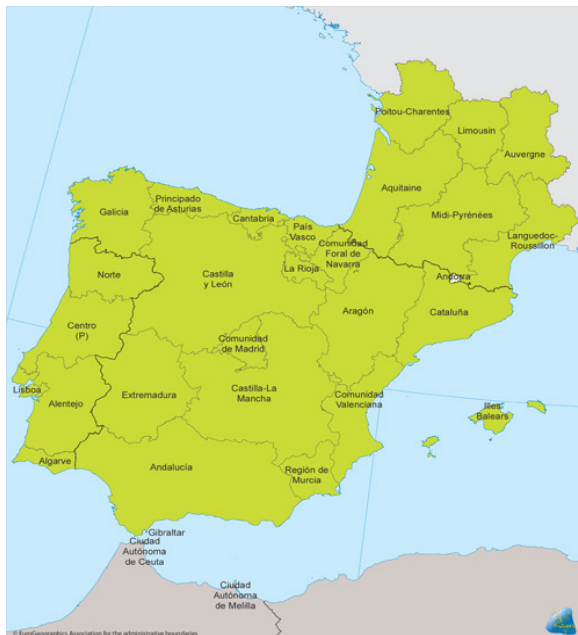 Poitou-Charentes
Limousin
Auvergne
Aquitaine
Midi-Pyrénées
Languedoc-
Roussillon
Principado
de Asturias
Galicia
Cantabria
País
Vasco
Comunidad
Foral de
Navarra
La Rioja
Castilla
y León
Andorra
Norte
Aragón
Cataluña
Centro
(P)
Comunidad
de Madrid
Lisboa
Alentejo
Extremadura
Castilla-La
Mancha
Comunidad
Valenciana
Illes
Balears
Algarve
Andalucía
Región de
Murcia
Gibraltar
Ciudad
Autónoma
de Ceuta
Ciudad
Autónoma
de Melilla
© EuroGeographics Association for the administrative boundaries